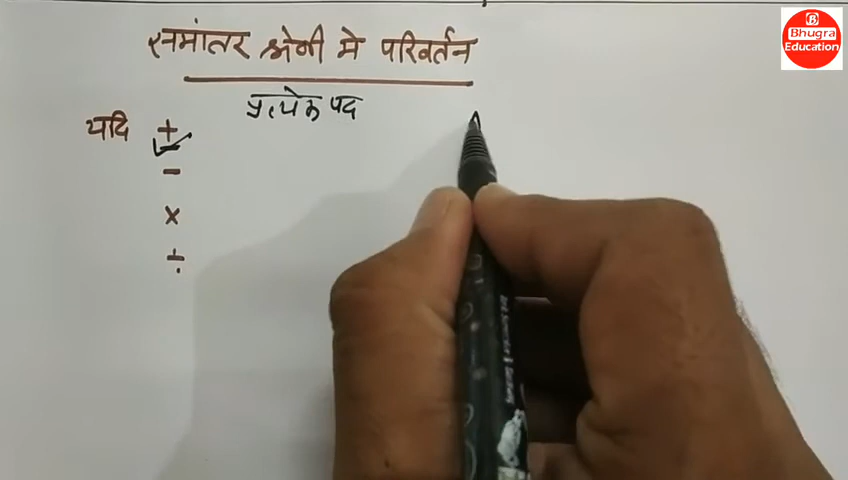 समांतर श्रेणी मे परिवर्तन
प्रत्येक पद
यदि +
-
×
÷
B
Bhugra
Education